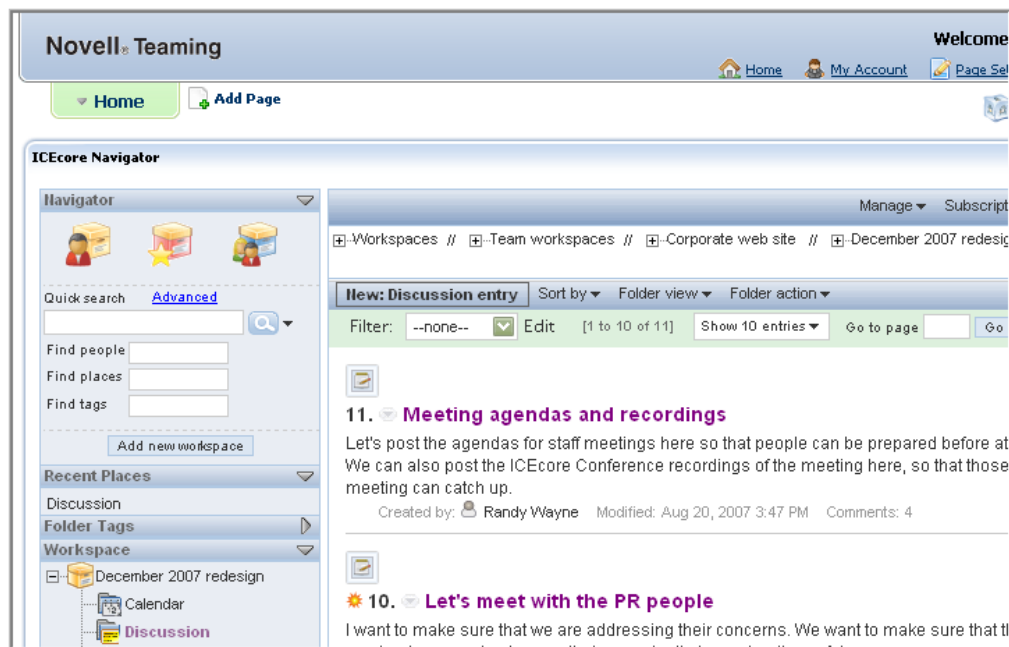 Novell® Teaming
Welcome
Home My Account Page Set
Home Add Page
ICEcore Navigator
Navigator
Quick search Advanced
Find people
Find places
Find tags
Add new workspace
Recent Places
Discussion
Folder Tags
Workspace
December 2007 redesign
Calendar
Discussion
Manage Subscript
Workspaces // Team workspaces // Corporate web site // December 2007 redesig
New: Discussion entry Sort by Folder view Folder action
Filter: --none-- Edit [1 to 10 of 11] Show 10 entries Go to page Go
11. Meeting agendas and recordings
Let's post the agendas for staff meetings here so that people can be prepared before at
We can also post the ICEcore Conference recordings of the meeting here, so that those
meeting can catch up.
Created by: Randy Wayne Modified: Aug 20, 2007 3:47 PM Comments: 4
10. Let's meet with the PR people
I want to make sure that we are addressing their concerns. We want to make sure that